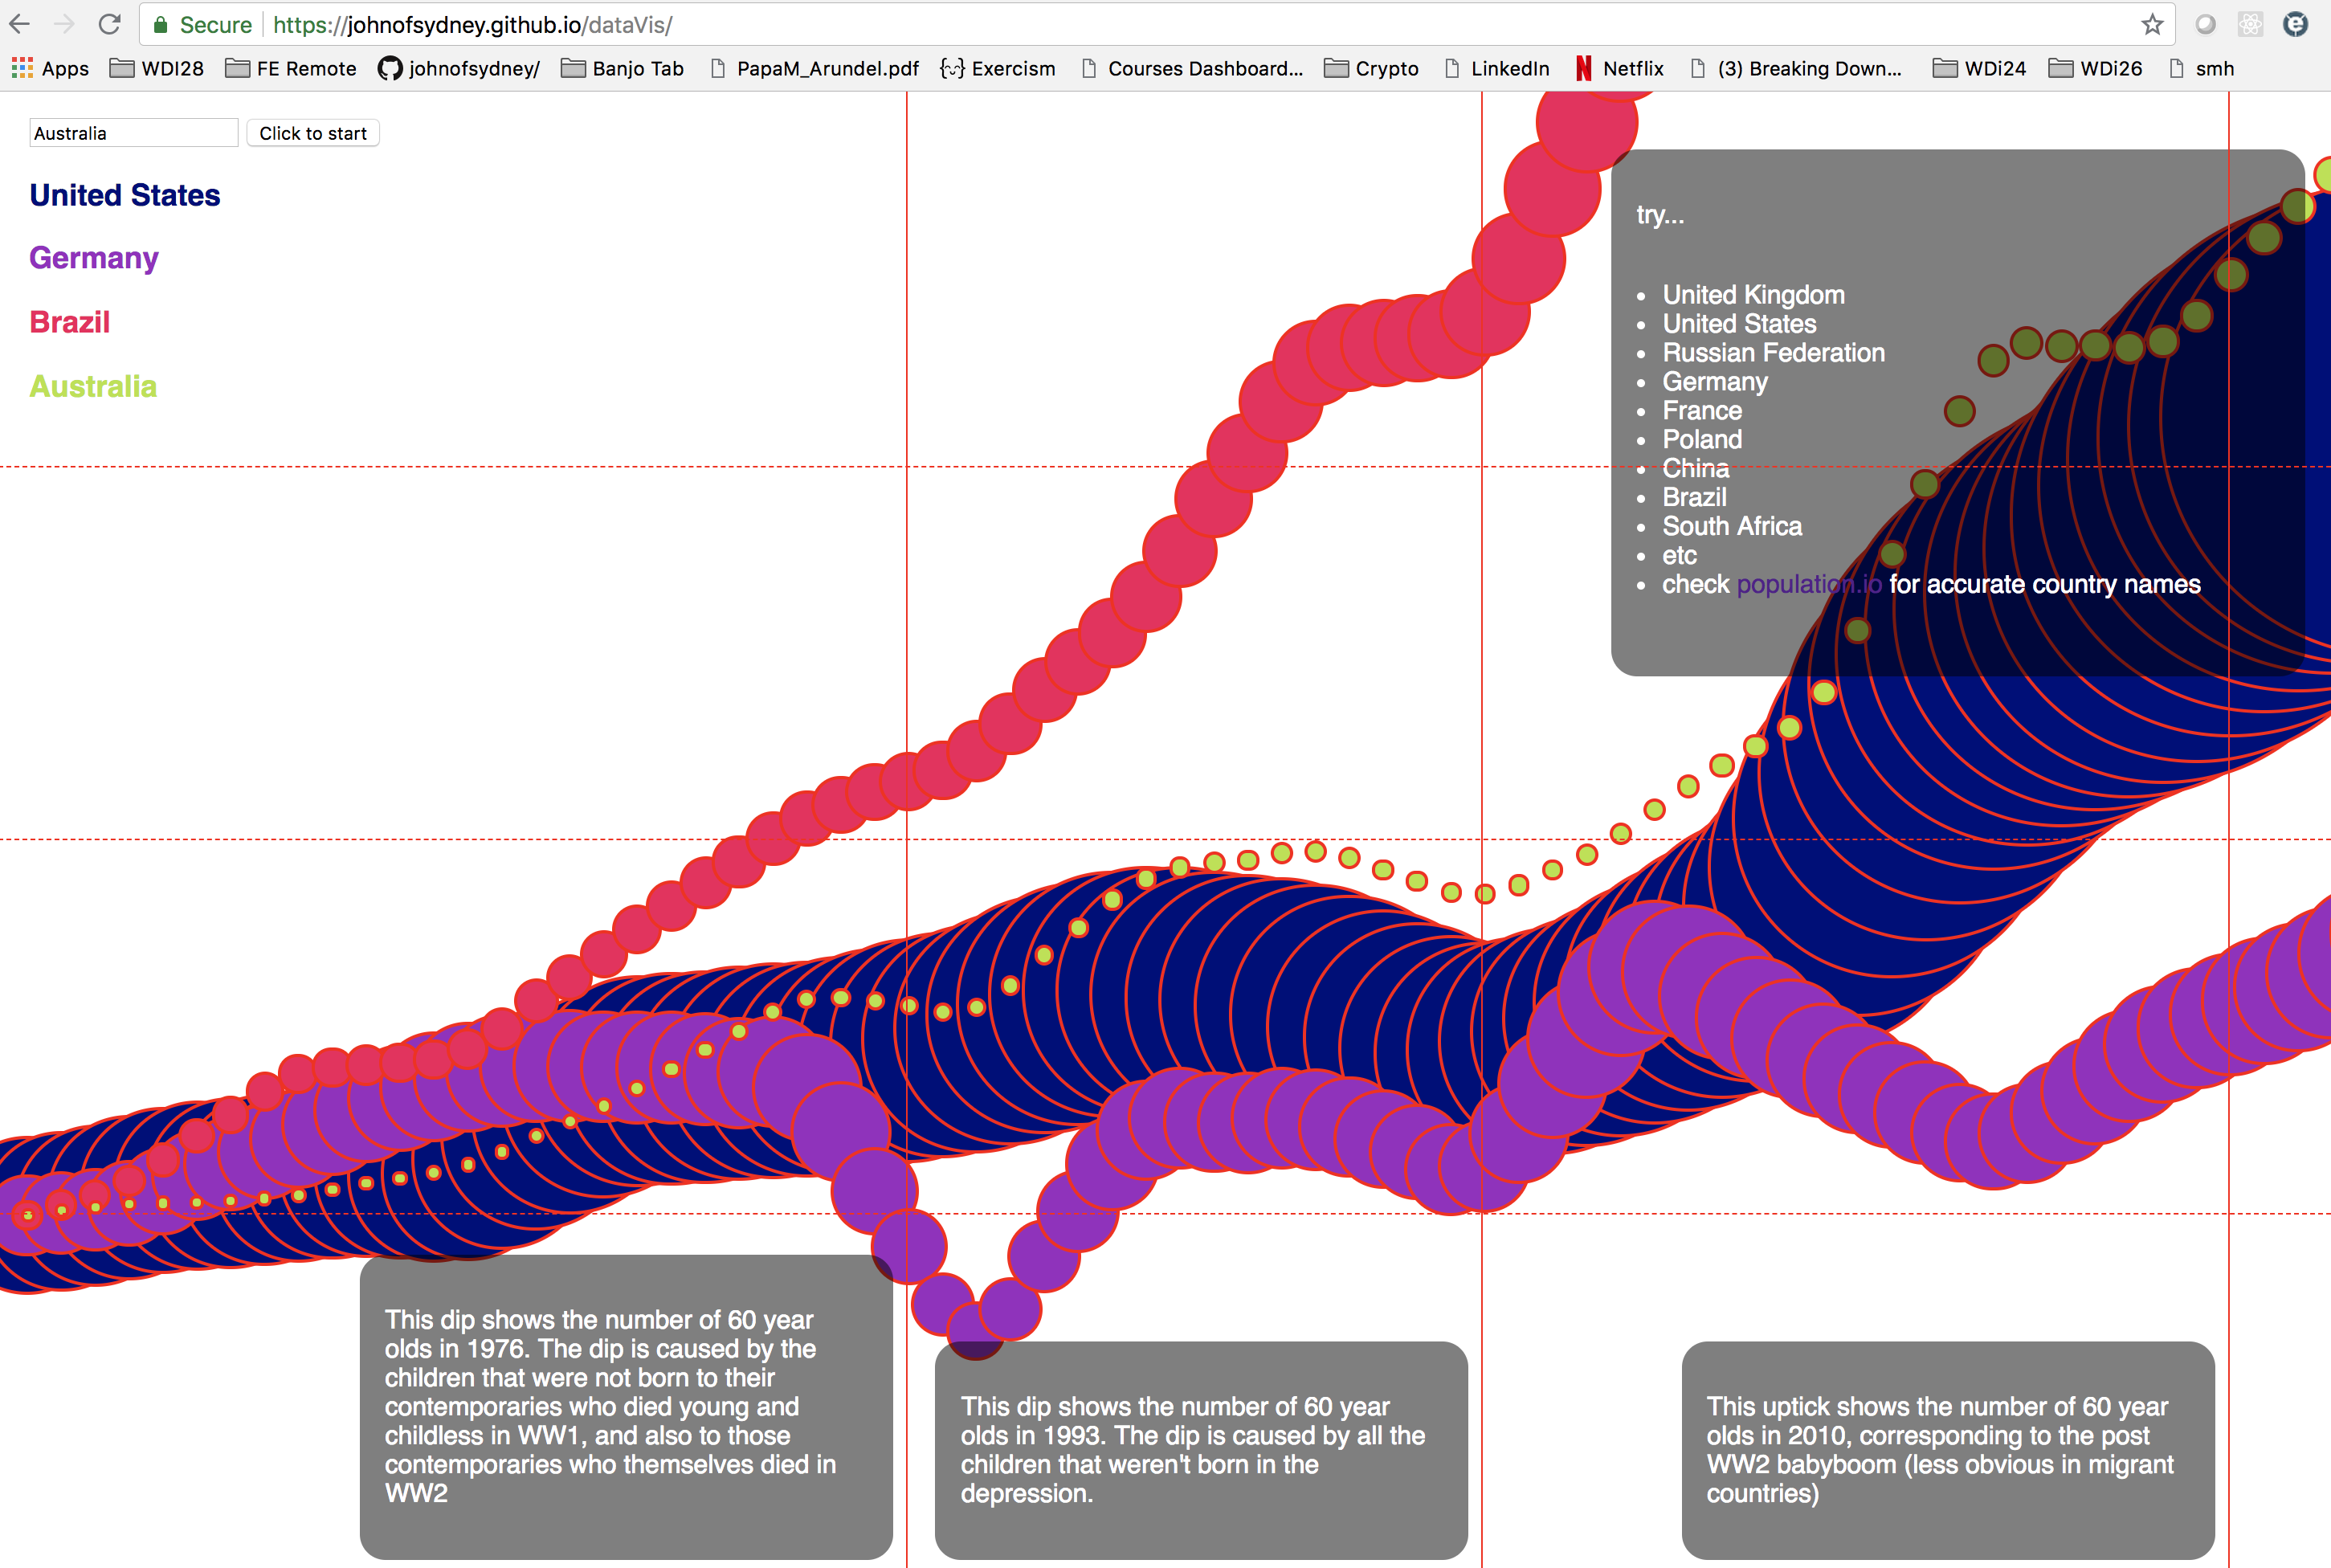 Secure https://johnofsydney.github.io/dataVis/
Apps WDI28 FE Remote johnofsydney/ Banjo Tab PapaM_Arundel.pdf {··} Exercism Courses Dashboard... Crypto LinkedIn Netflix (3) Breaking Down... WDi24 WDi26 smh
Australia Click to start
United States
Germany
Brazil
Australia
try...
• United Kingdom
• United States
• Russian Federation
• Germany
• France
• Poland
• China
• Brazil
• South Africa
• etc
• check population.io for accurate country names
This dip shows the number of 60 year
olds in 1976. The dip is caused by the
children that were not born to their
contemporaries who died young and
childless in WW1, and also to those
contemporaries who themselves died in
WW2
This dip shows the number of 60 year
olds in 1993. The dip is caused by all the
children that weren't born in the
depression.
This uptick shows the number of 60 year
olds in 2010, corresponding to the post
WW2 babyboom (less obvious in migrant
countries)